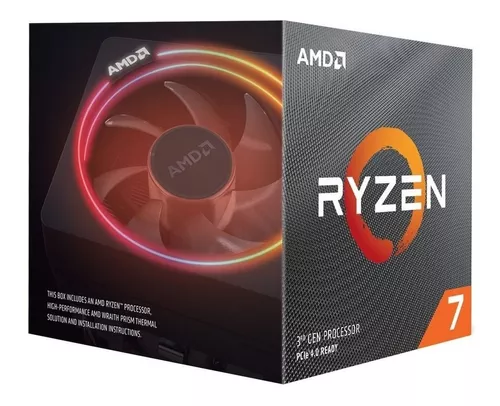 AMD
AMD
THIS BOX INCLUDES AN AMD RYZEN™ PROCESSOR,
HIGH-PERFORMANCE AMD WRAITH PRISM THERMAL
SOLUTION AND INSTALLATION INSTRUCTIONS.
AMD
RYZEN
7
3rd GEN PROCESSOR
PCIe 4.0 READY